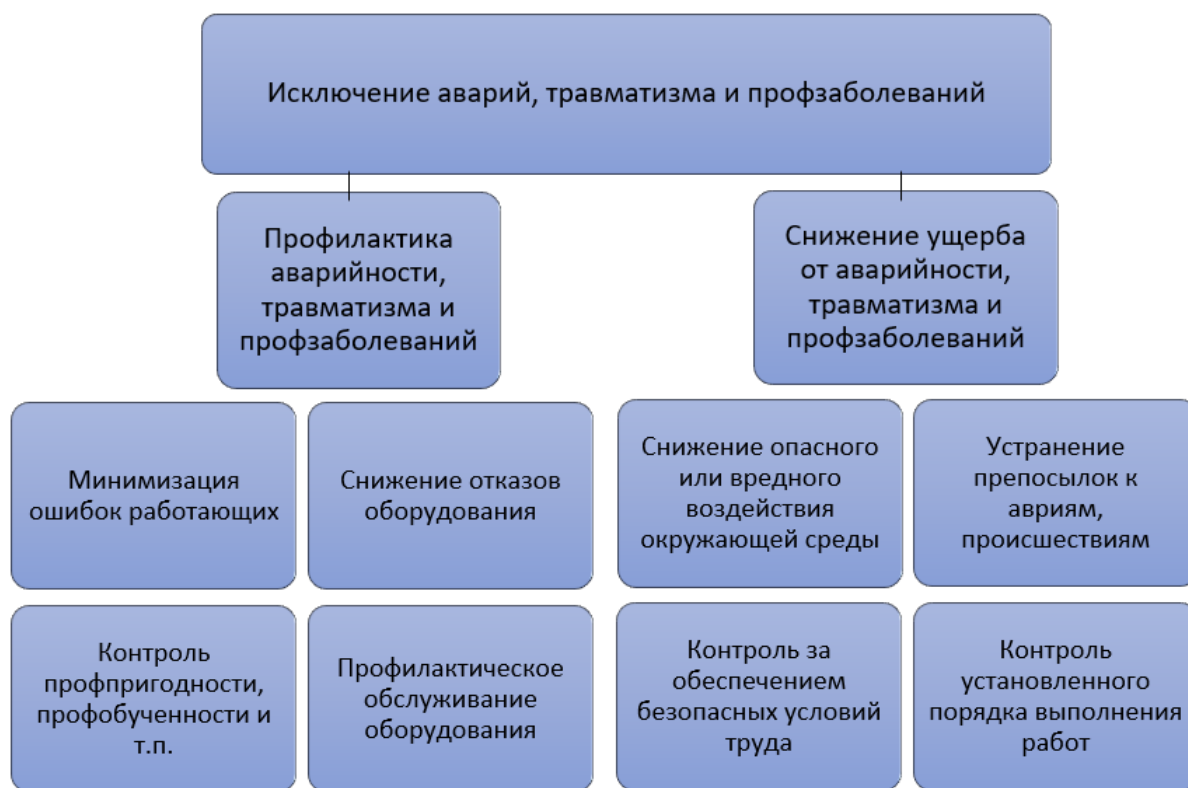 Исключение аварий, травматизма и профзаболеваний
Профилактика
аварийности,
травматизма и
профзаболеваний
Снижение ущерба
от аварийности,
травматизма и
профзаболеваний
Минимизация
ошибок работающих
Снижение отказов
оборудования
Снижение опасного
или вредного
воздействия
окружающей среды
Устранение
препосылок к
авриям,
происшествиям
Контроль
профпригодности,
профобученности и
т.п.
Профилактическое
обслуживание
оборудования
Контроль за
обеспечением
безопасных условий
труда
Контроль
установленного
порядка выполнения
работ